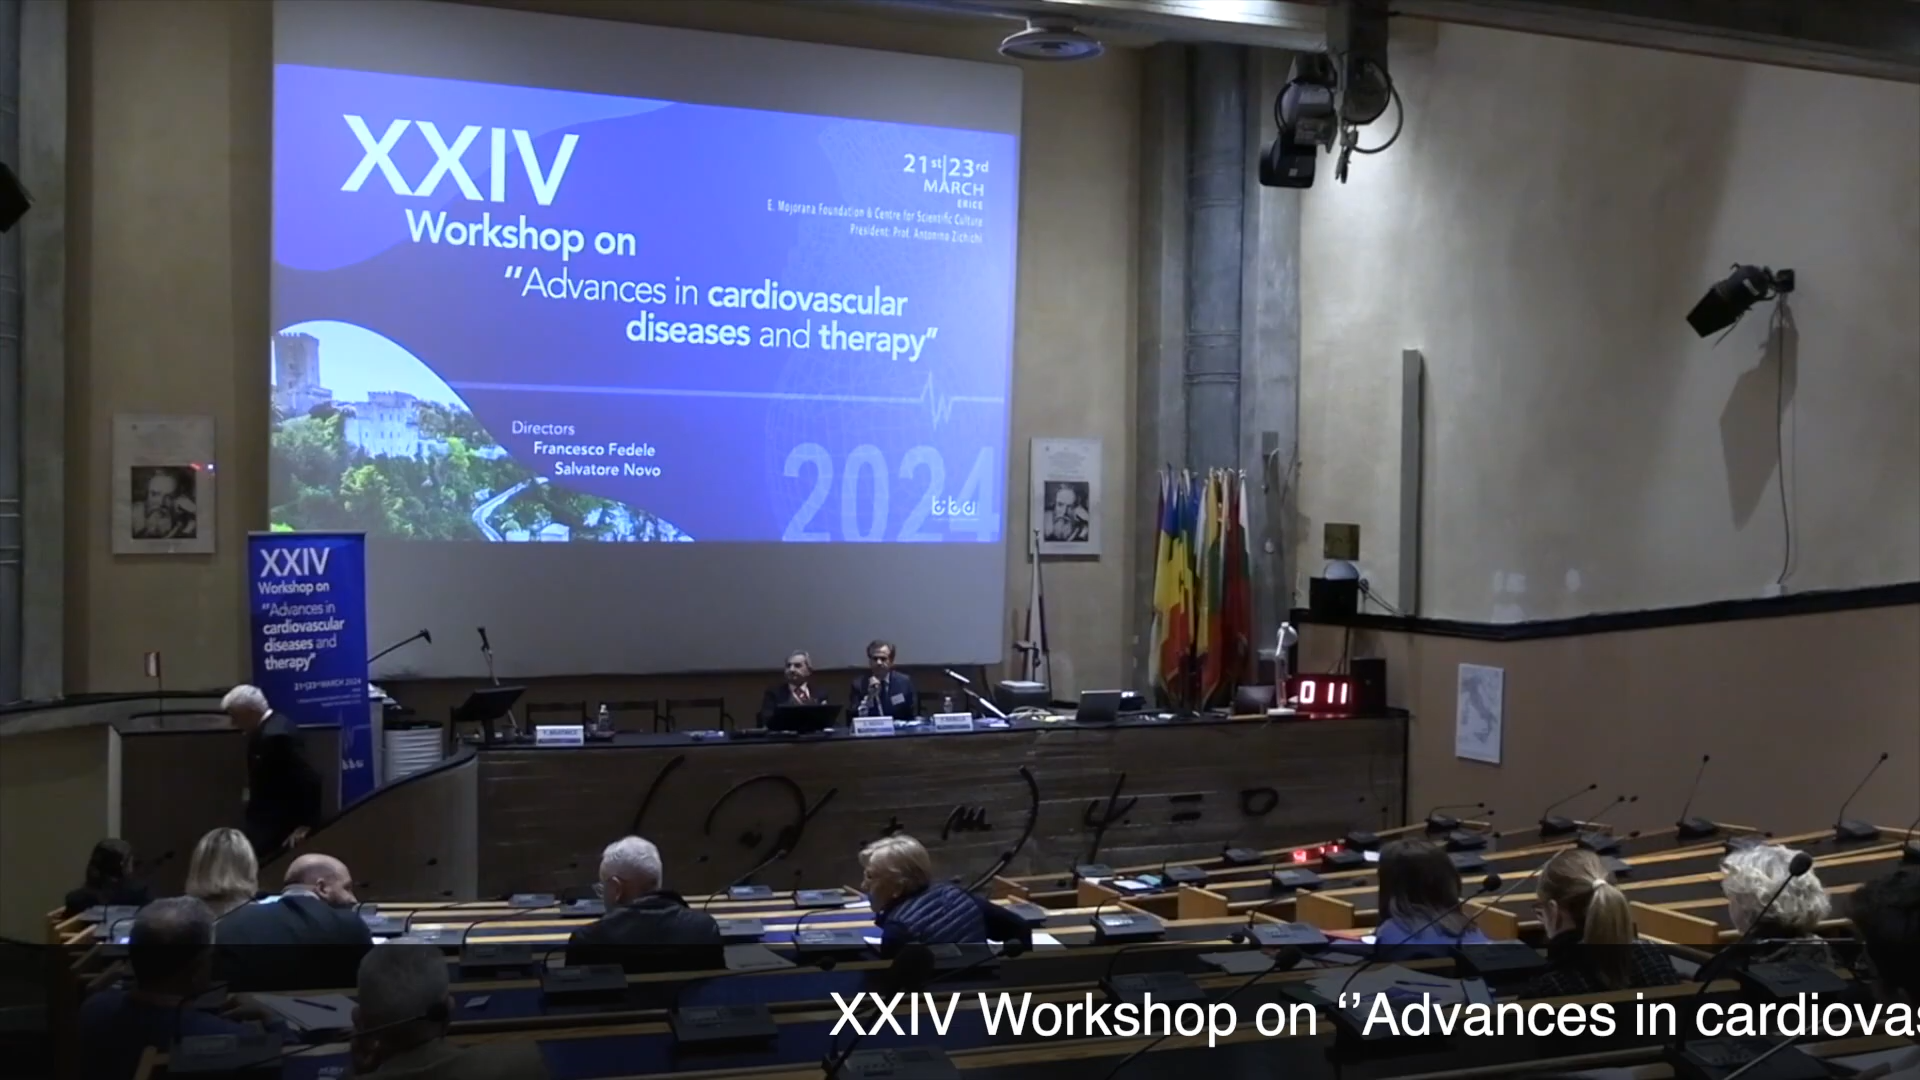 XXIV
Workshop on
“Advances in cardiovascular
diseases and therapy”
21st 23rd
MARCH
ERICE
E. Majorana Foundation & Centre for Scientific Culture
President: Prof. Antonino Zichichi
Directors
Francesco Fedele
Salvatore Novo
2024
XXIV
Workshop on
“Advances in
cardiovascular
diseases and
therapy”
011
XXIV Workshop on “Advances in cardiovas